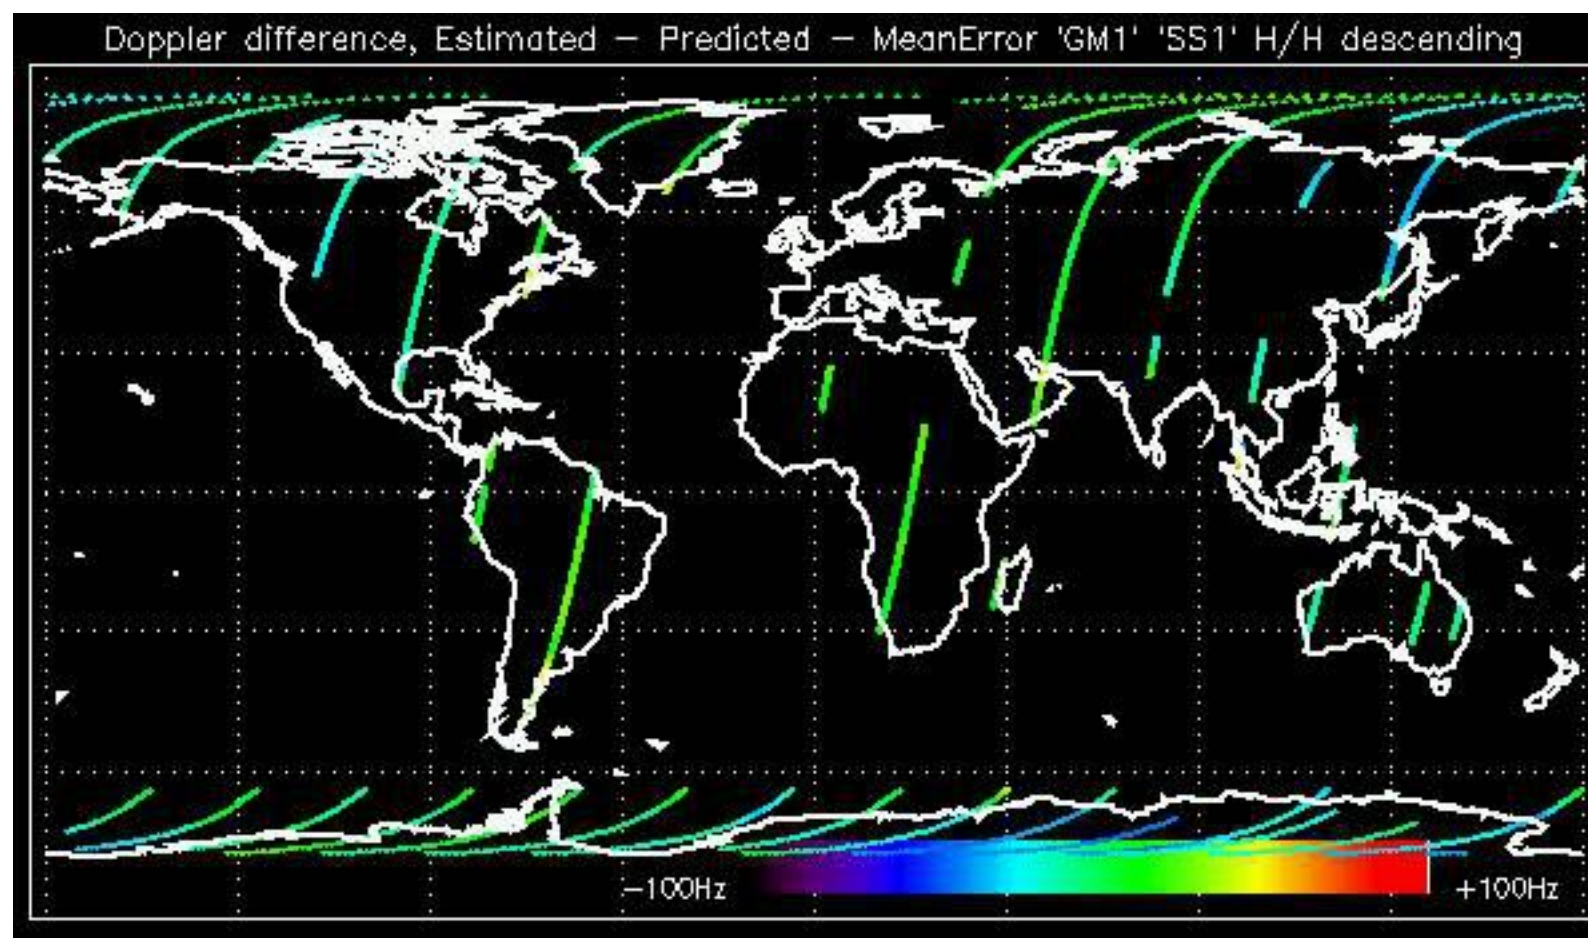 Doppler difference, Estimated – Predicted – MeanError 'GM1' 'SS1' H/H descending
-100Hz +100Hz